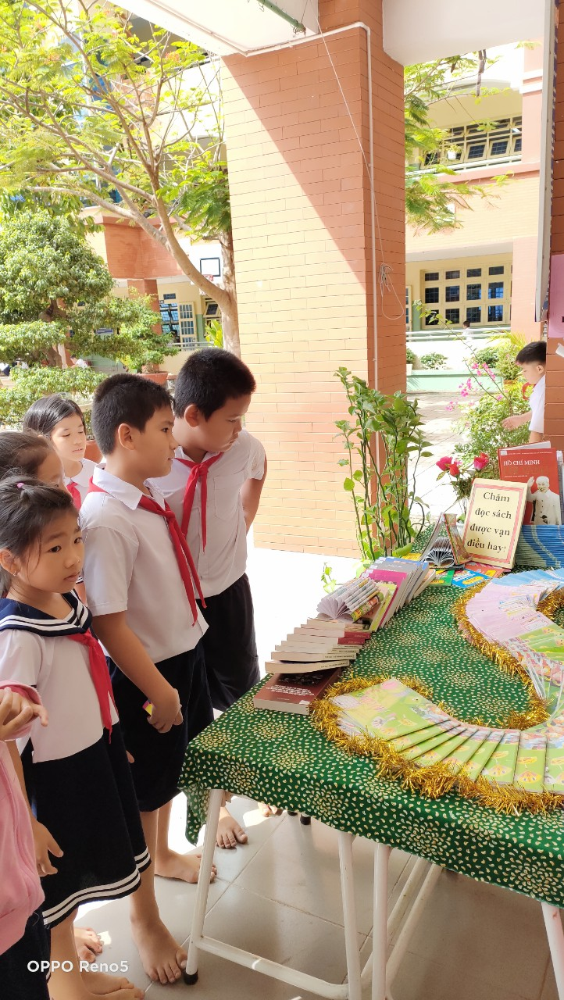 HỒ CHÍ MINH
Chăm
đọc sách
được vạn
điều hay!
OPPO Reno5